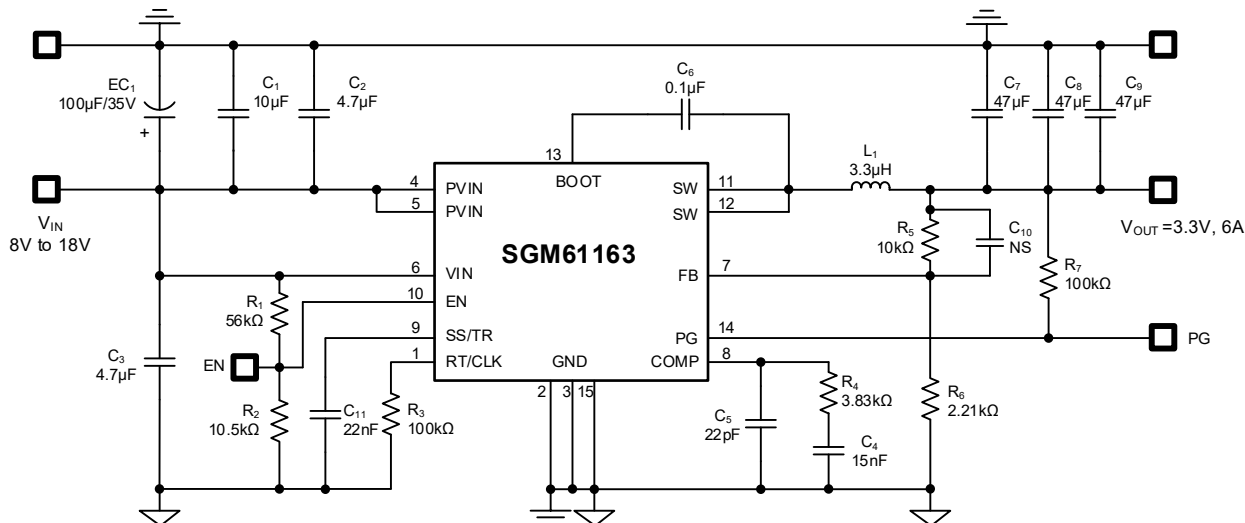 EC₁
100µF/35V
+
C₁
10µF
C₂
4.7µF
C₆
0.1µF
C₇
47µF
C₈
47µF
C₉
47µF
V_IN
8V to 18V
13
BOOT
4
PVIN
5
PVIN
SGM61163
6
VIN
10
EN
9
SS/TR
1
RT/CLK
GND
2
3
15
SW
11
SW
12
FB
7
PG
14
COMP
8
L₁
3.3µH
R₅
10kΩ
C₁₀
NS
V_OUT =3.3V, 6A
R₇
100kΩ
PG
R₁
56kΩ
EN
C₃
4.7µF
R₂
10.5kΩ
C₁₁
22nF
R₃
100kΩ
C₅
22pF
R₄
3.83kΩ
C₄
15nF
R₆
2.21kΩ